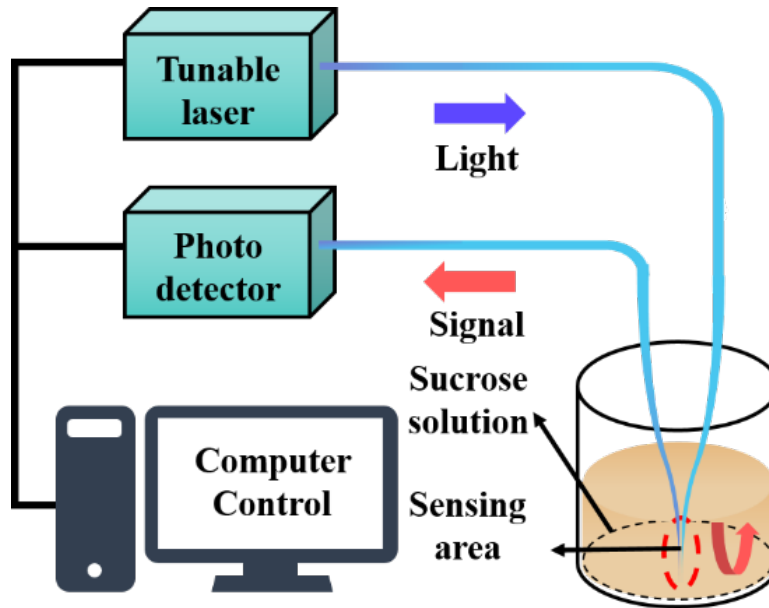 Tunable
laser
Light
Photo
detector
Signal
Sucrose
solution
Computer
Control
Sensing
area